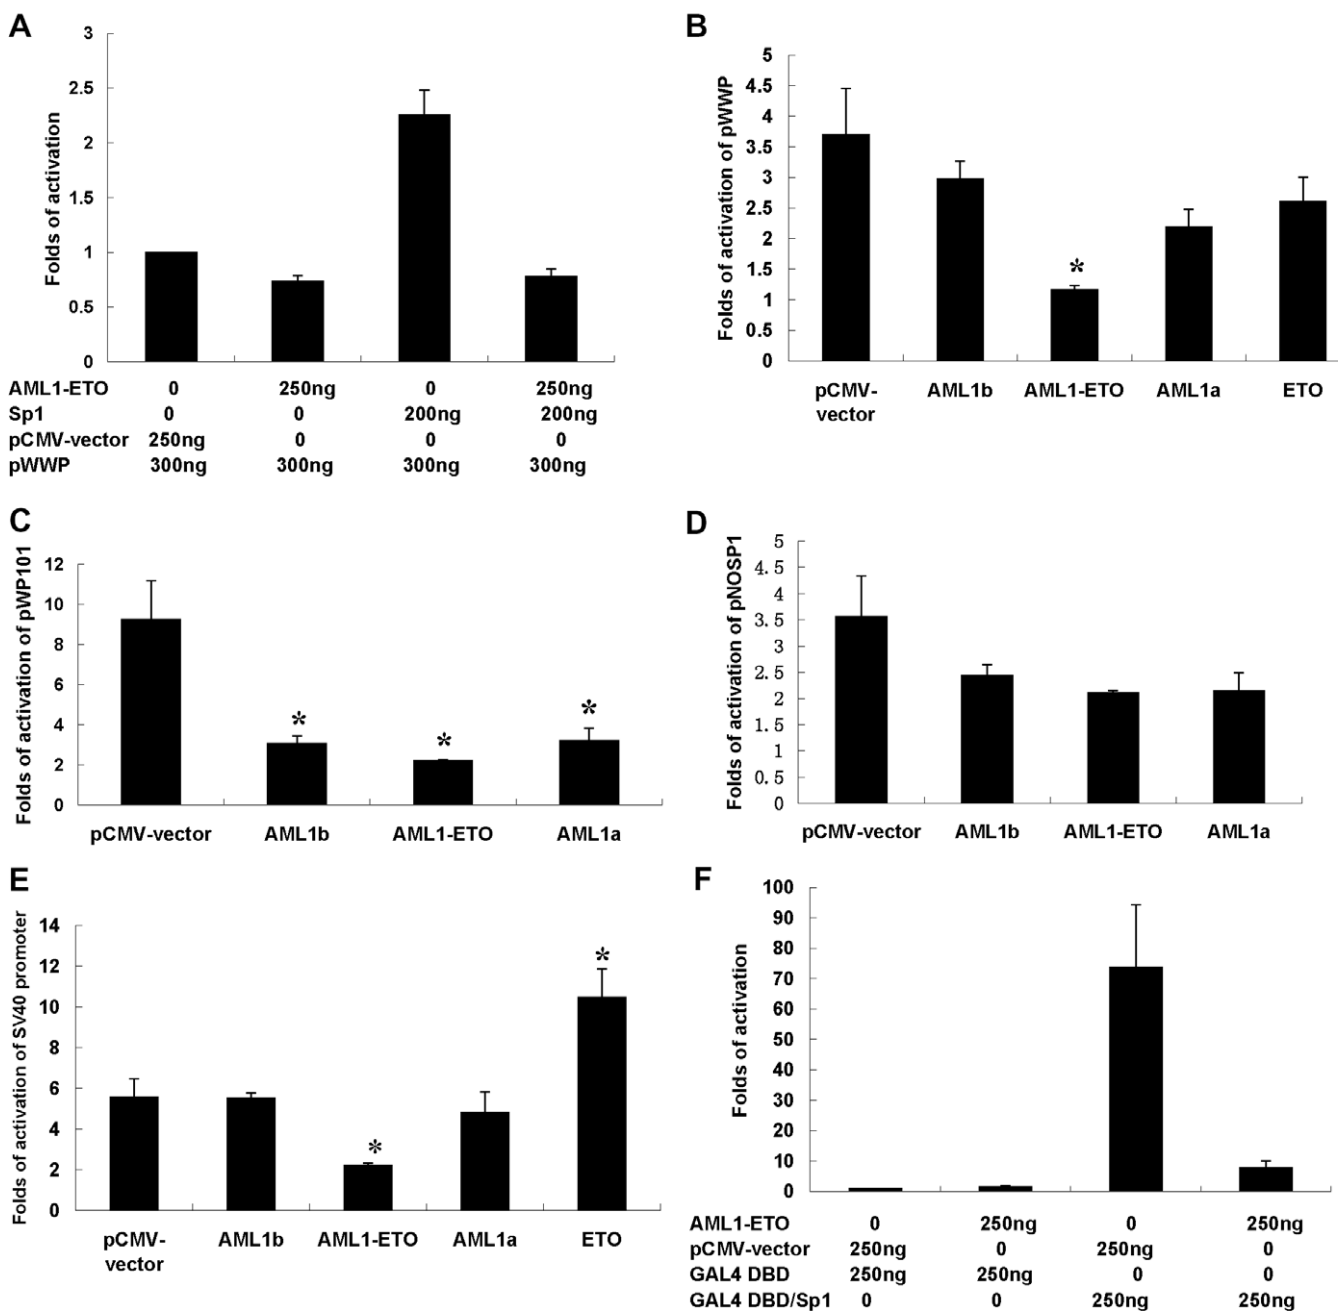 A
Folds of activation
3
2.5
2
1.5
1
0.5
0
AML1-ETO 0 250ng 0 250ng
Sp1 0 0 200ng 200ng
pCMV-vector 250ng 0 0 0
pWWP 300ng 300ng 300ng 300ng
B
Folds of activation of pWWP
5
4.5
4
3.5
3
2.5
2
1.5
1
0.5
0
*
pCMV-vector AML1b AML1-ETO AML1a ETO
C
Folds of activation of pWP101
12
10
8
6
4
2
0
* * *
pCMV-vector AML1b AML1-ETO AML1a
D
Folds of activation of pNOSP1
5
4.5
4
3.5
3
2.5
2
1.5
1
0.5
0
pCMV-vector AML1b AML1-ETO AML1a
E
Folds of activation of SV40 promoter
14
12
10
8
6
4
2
0
* *
pCMV-vector AML1b AML1-ETO AML1a ETO
F
Folds of activation
100
90
80
70
60
50
40
30
20
10
0
AML1-ETO 0 250ng 0 250ng
pCMV-vector 250ng 0 250ng 0
GAL4 DBD 250ng 250ng 0 0
GAL4 DBD/Sp1 0 0 250ng 250ng